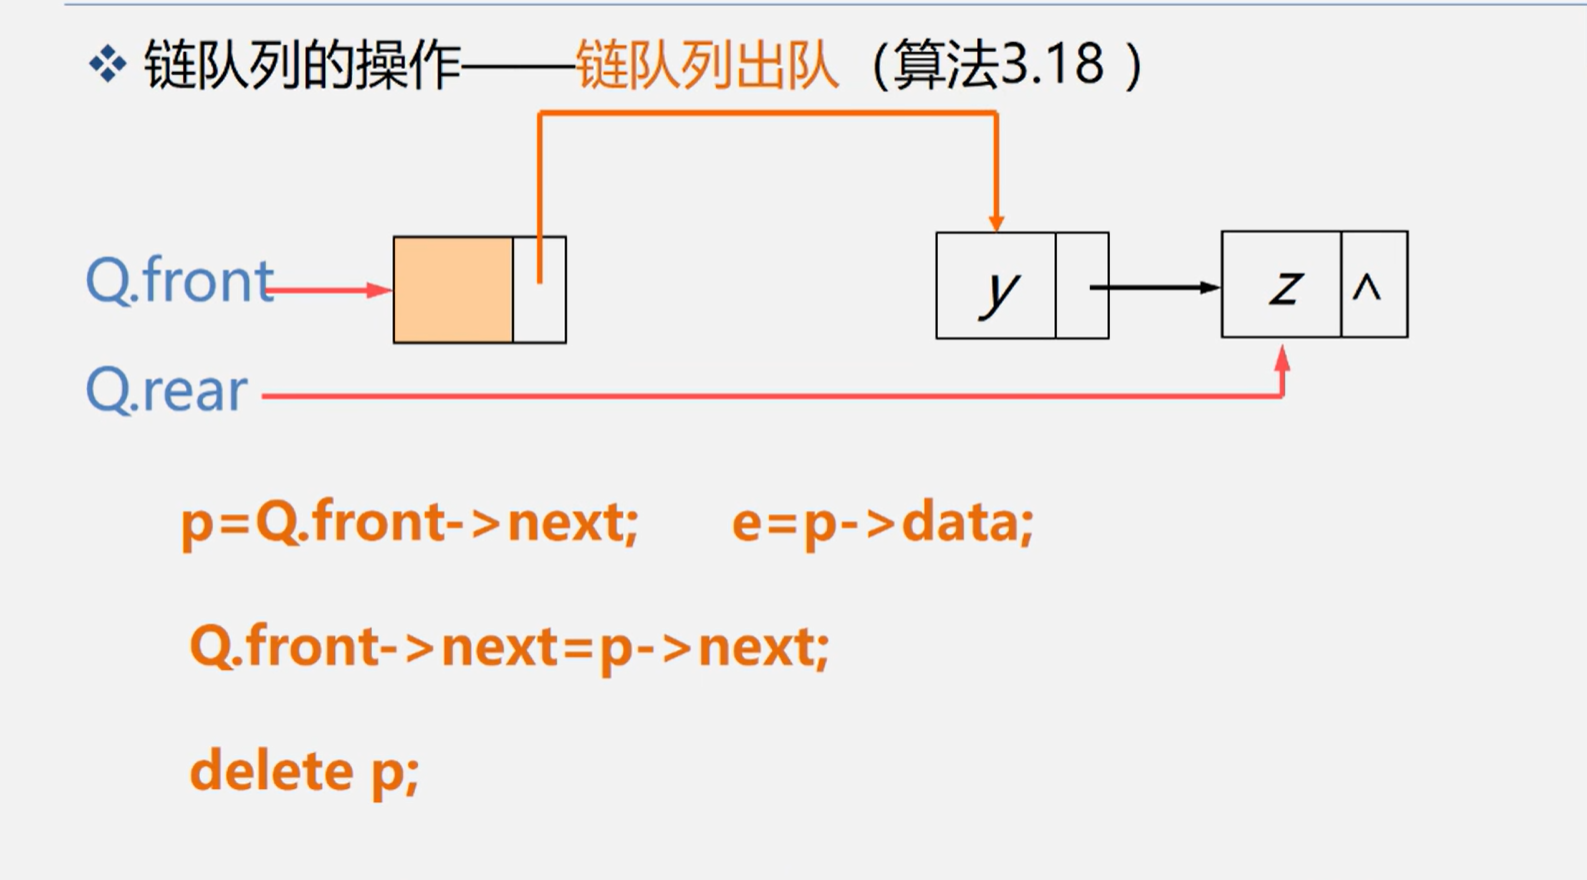 ❖ 链队列的操作——链队列出队（算法3.18 ）
Q.front
y
z ^
Q.rear
p=Q.front->next; e=p->data;
Q.front->next=p->next;
delete p;